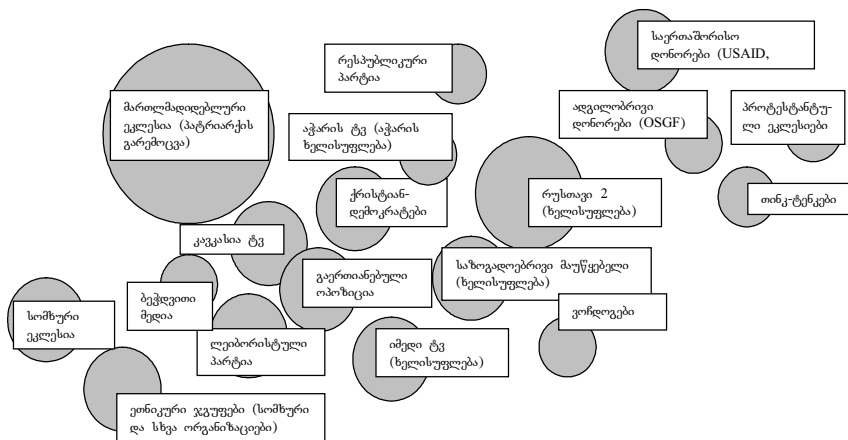 საერთაშორისო
დონორები (USAID,
რესპუბლიკური
პარტია
მართლმადიდებლური
ეკლესია (პატრიარქის
გარემოცვა)
ადგილობრივი
დონორები (OSGF)
პროტესტანტუ-
ლი ეკლესიები
აჭარის ტვ (აჭარის
ხელისუფლება)
ქრისტიან-
დემოკრატები
რუსთავი 2
(ხელისუფლება)
თინკ-ტენკები
კავკასია ტვ
გაერთიანებული
ოპოზიცია
საზოგადოებრივი მაუწყებელი
(ხელისუფლება)
ბეჭდვითი
მედია
სომხური
ეკლესია
ვოჩდოგები
ლეიბორისტული
პარტია
იმედი ტვ
(ხელისუფლება)
ეთნიკური ჯგუფები (სომხური
და სხვა ორგანიზაციები)